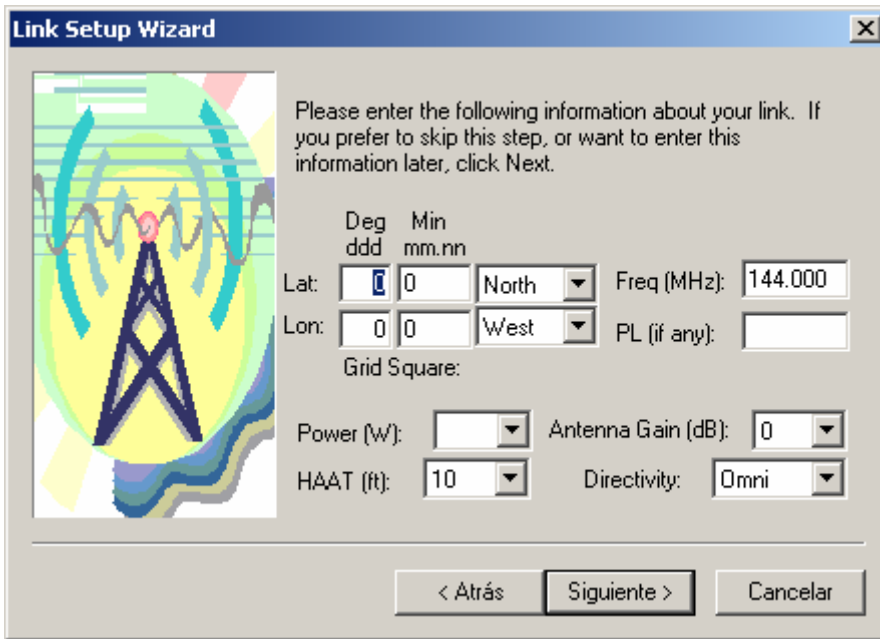 Link Setup Wizard
Please enter the following information about your link. If
you prefer to skip this step, or want to enter this
information later, click Next.
Deg Min
ddd mm.nn
Lat: 0 0 North Freq (MHz): 144.000
Lon: 0 0 West PL (if any):
Grid Square:
Power (W): Antenna Gain (dB): 0
HAAT (ft): 10 Directivity: Omni
< Atrás Siguiente > Cancelar